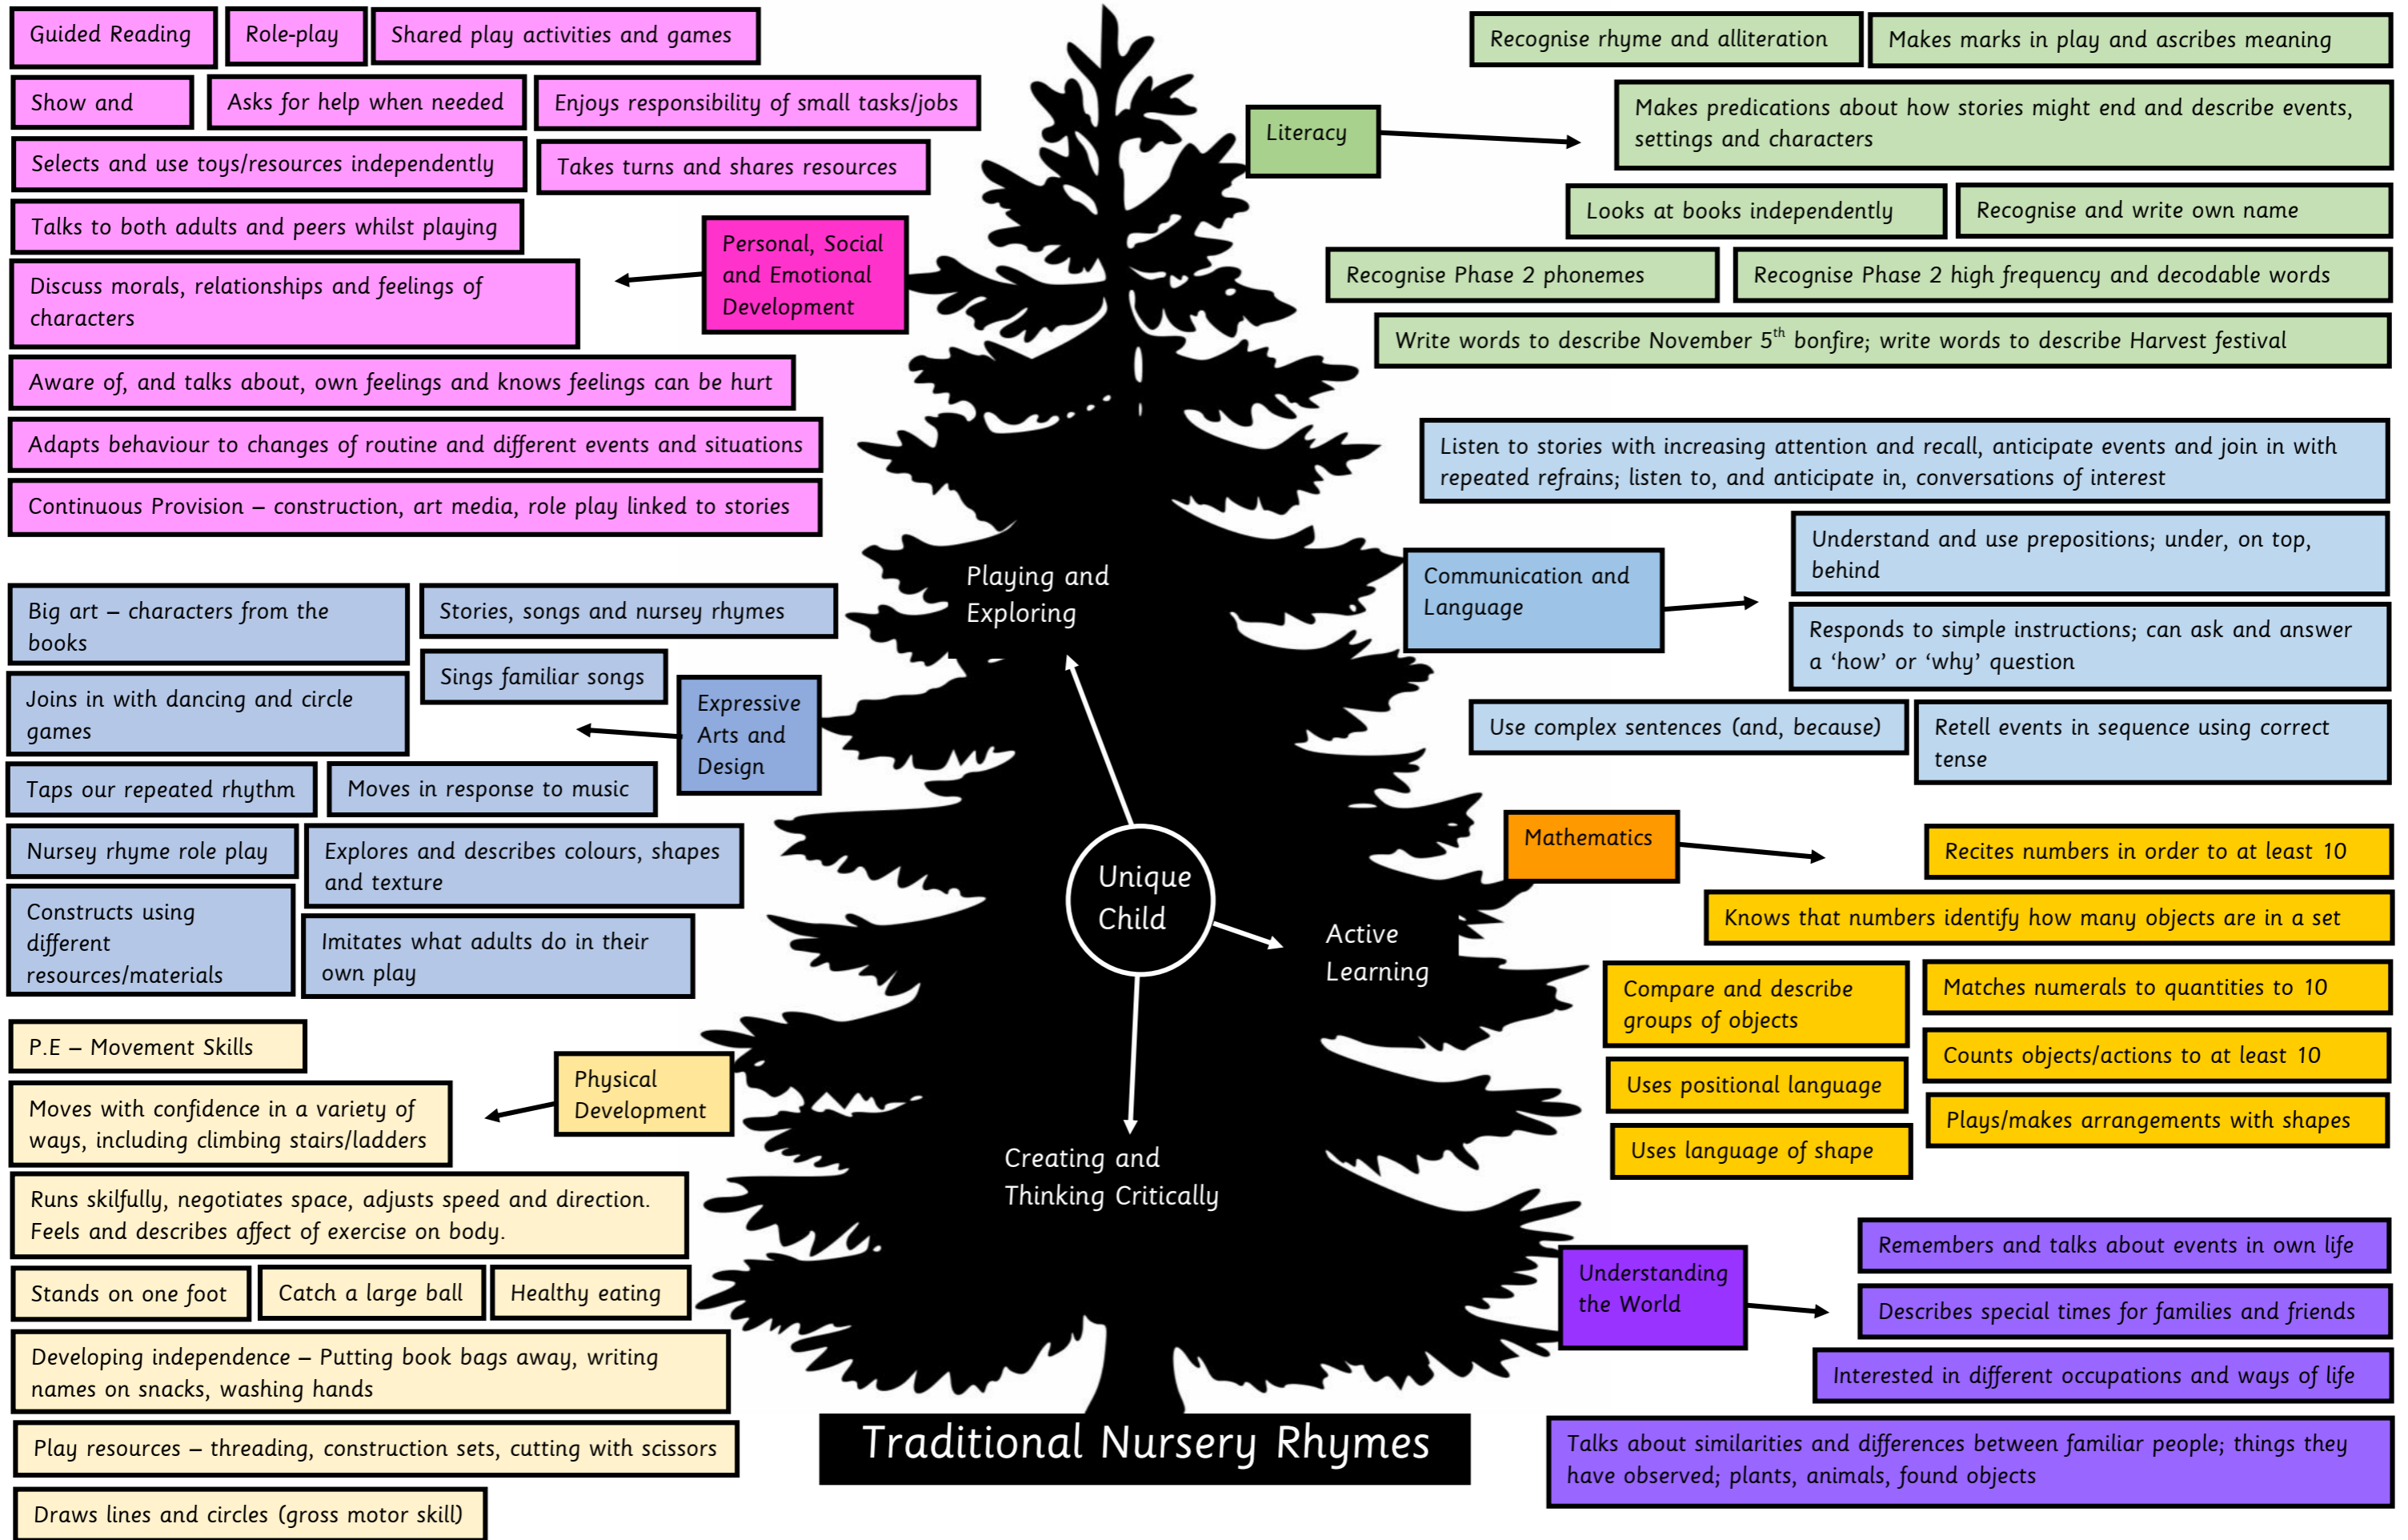 Guided Reading
Role-play
Shared play activities and games
Show and
Asks for help when needed
Enjoys responsibility of small tasks/jobs
Selects and use toys/resources independently
Takes turns and shares resources
Talks to both adults and peers whilst playing
Discuss morals, relationships and feelings of
characters
Aware of, and talks about, own feelings and knows feelings can be hurt
Adapts behaviour to changes of routine and different events and situations
Continuous Provision – construction, art media, role play linked to stories
Personal, Social
and Emotional
Development
Literacy
Recognise rhyme and alliteration
Makes marks in play and ascribes meaning
Makes predications about how stories might end and describe events,
settings and characters
Looks at books independently
Recognise and write own name
Recognise Phase 2 phonemes
Recognise Phase 2 high frequency and decodable words
Write words to describe November 5th bonfire; write words to describe Harvest festival
Listen to stories with increasing attention and recall, anticipate events and join in with
repeated refrains; listen to, and anticipate in, conversations of interest
Communication and
Language
Understand and use prepositions; under, on top,
behind
Responds to simple instructions; can ask and answer
a ‘how’ or ‘why’ question
Use complex sentences (and, because)
Retell events in sequence using correct
tense
Big art – characters from the
books
Stories, songs and nursey rhymes
Sings familiar songs
Joins in with dancing and circle
games
Expressive
Arts and
Design
Taps our repeated rhythm
Moves in response to music
Nursey rhyme role play
Explores and describes colours, shapes
and texture
Constructs using
different
resources/materials
Imitates what adults do in their
own play
Playing and
Exploring
Unique
Child
Active
Learning
Creating and
Thinking Critically
Mathematics
Recites numbers in order to at least 10
Knows that numbers identify how many objects are in a set
Compare and describe
groups of objects
Matches numerals to quantities to 10
Counts objects/actions to at least 10
Uses positional language
Plays/makes arrangements with shapes
Uses language of shape
P.E – Movement Skills
Physical
Development
Moves with confidence in a variety of
ways, including climbing stairs/ladders
Runs skilfully, negotiates space, adjusts speed and direction.
Feels and describes affect of exercise on body.
Stands on one foot
Catch a large ball
Healthy eating
Developing independence – Putting book bags away, writing
names on snacks, washing hands
Play resources – threading, construction sets, cutting with scissors
Draws lines and circles (gross motor skill)
Understanding
the World
Remembers and talks about events in own life
Describes special times for families and friends
Interested in different occupations and ways of life
Talks about similarities and differences between familiar people; things they
have observed; plants, animals, found objects
Traditional Nursery Rhymes